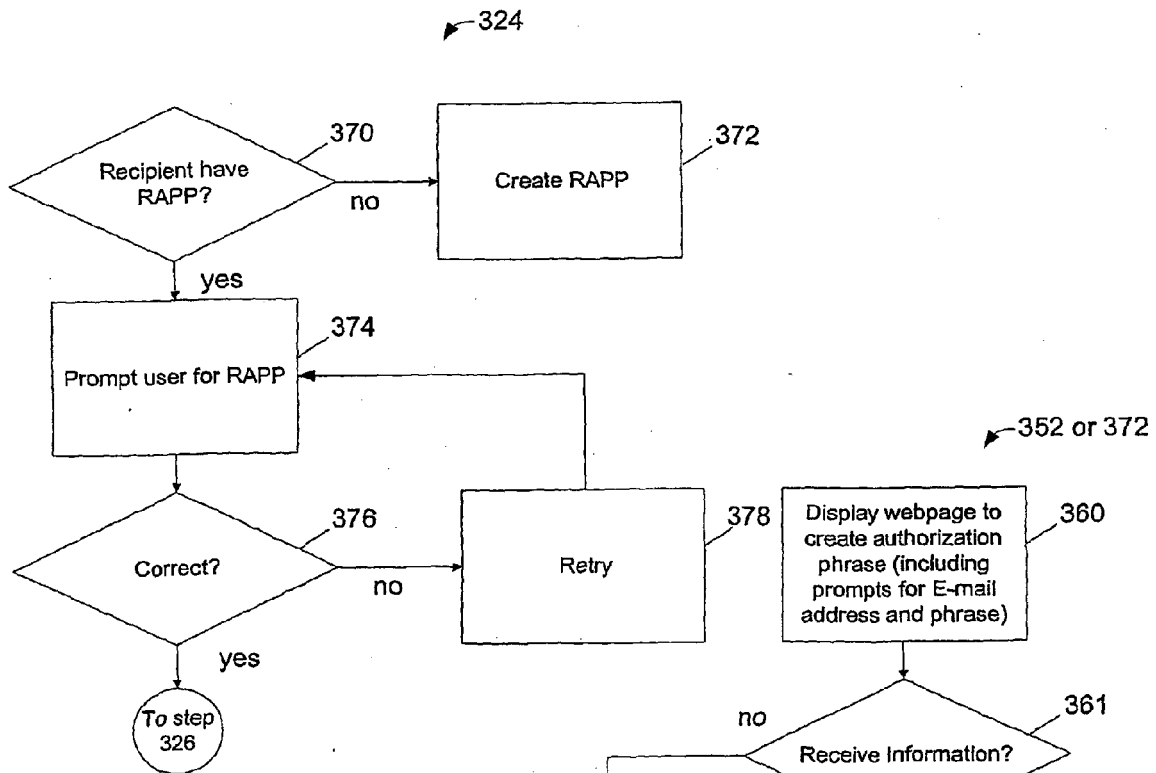 324
370
Recipient have
RAPP?
no
372
Create RAPP
yes
374
Prompt user for RAPP
376
Correct?
no
378
Retry
yes
To step
326
352 or 372
360
Display webpage to
create authorization
phrase (including
prompts for E-mail
address and phrase)
361
no
Receive Information?